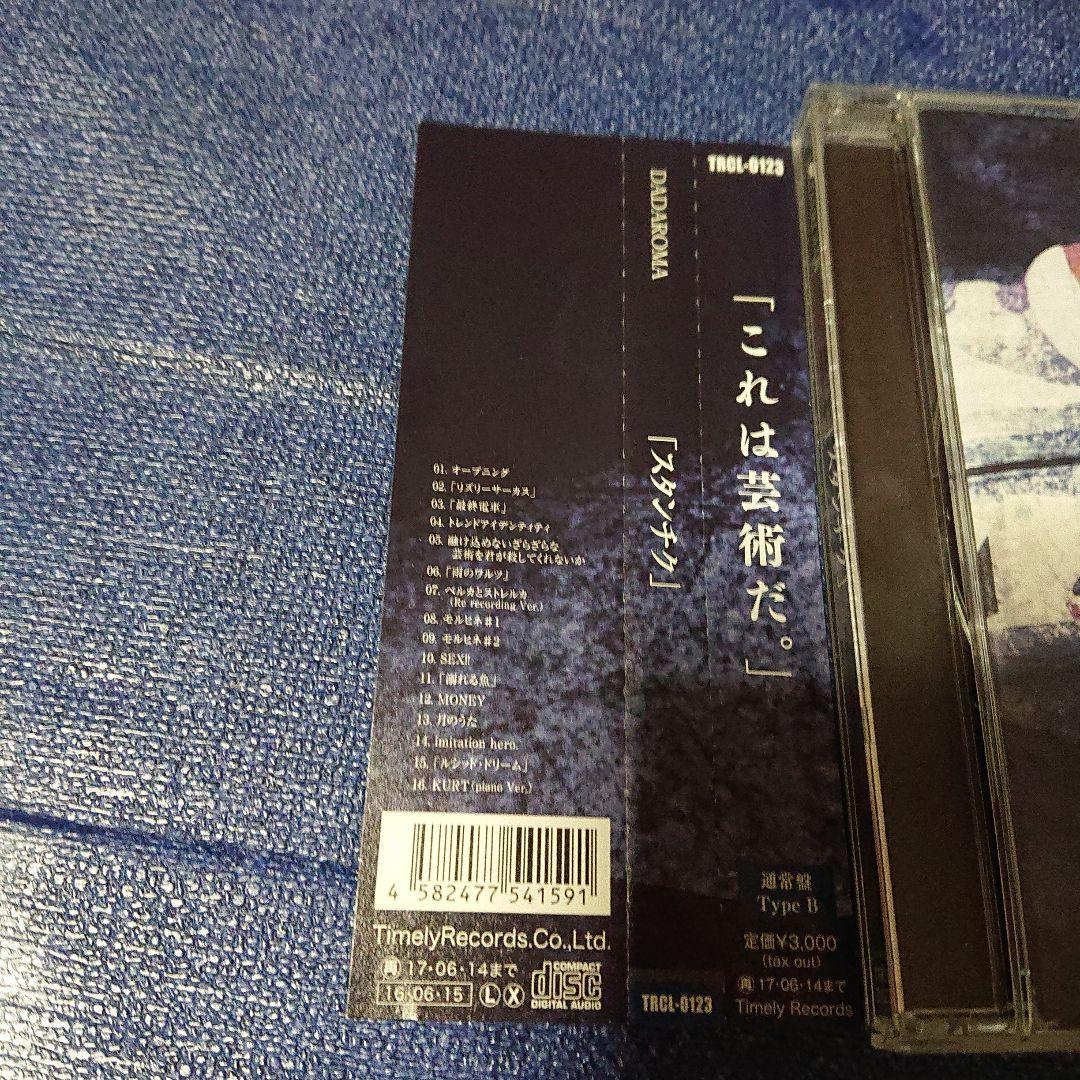 TRCL-0123
「これは芸術だ。」
通常盤
Type B
定価¥3,000
(tax out)
再 17・06・14まで
Timely Records
DADAROMA
「スタンチク」
TRCL-0123
01. オープニング
02.「リズリーサーカス」
03.「最終電車」
04. トレンドアイデンティティ
05. 融け込めないざらざらな
芸術を君が殺してくれないか
06.「雨のワルツ」
07. ベルカとストレルカ
(Re recording Ver.)
08. モルヒネ♯1
09. モルヒネ♯2
10. SEX!!
11.「溺れる魚」
12. MONEY
13. 月のうた
14. imitation hero.
15.「ルシッド・ドリーム」
16. KURT(piano Ver.)
4 582477 541591
TimelyRecords.Co.,Ltd.
再 17・06・14まで
16・06・15 L X
COMPACT
disc
DIGITAL AUDIO